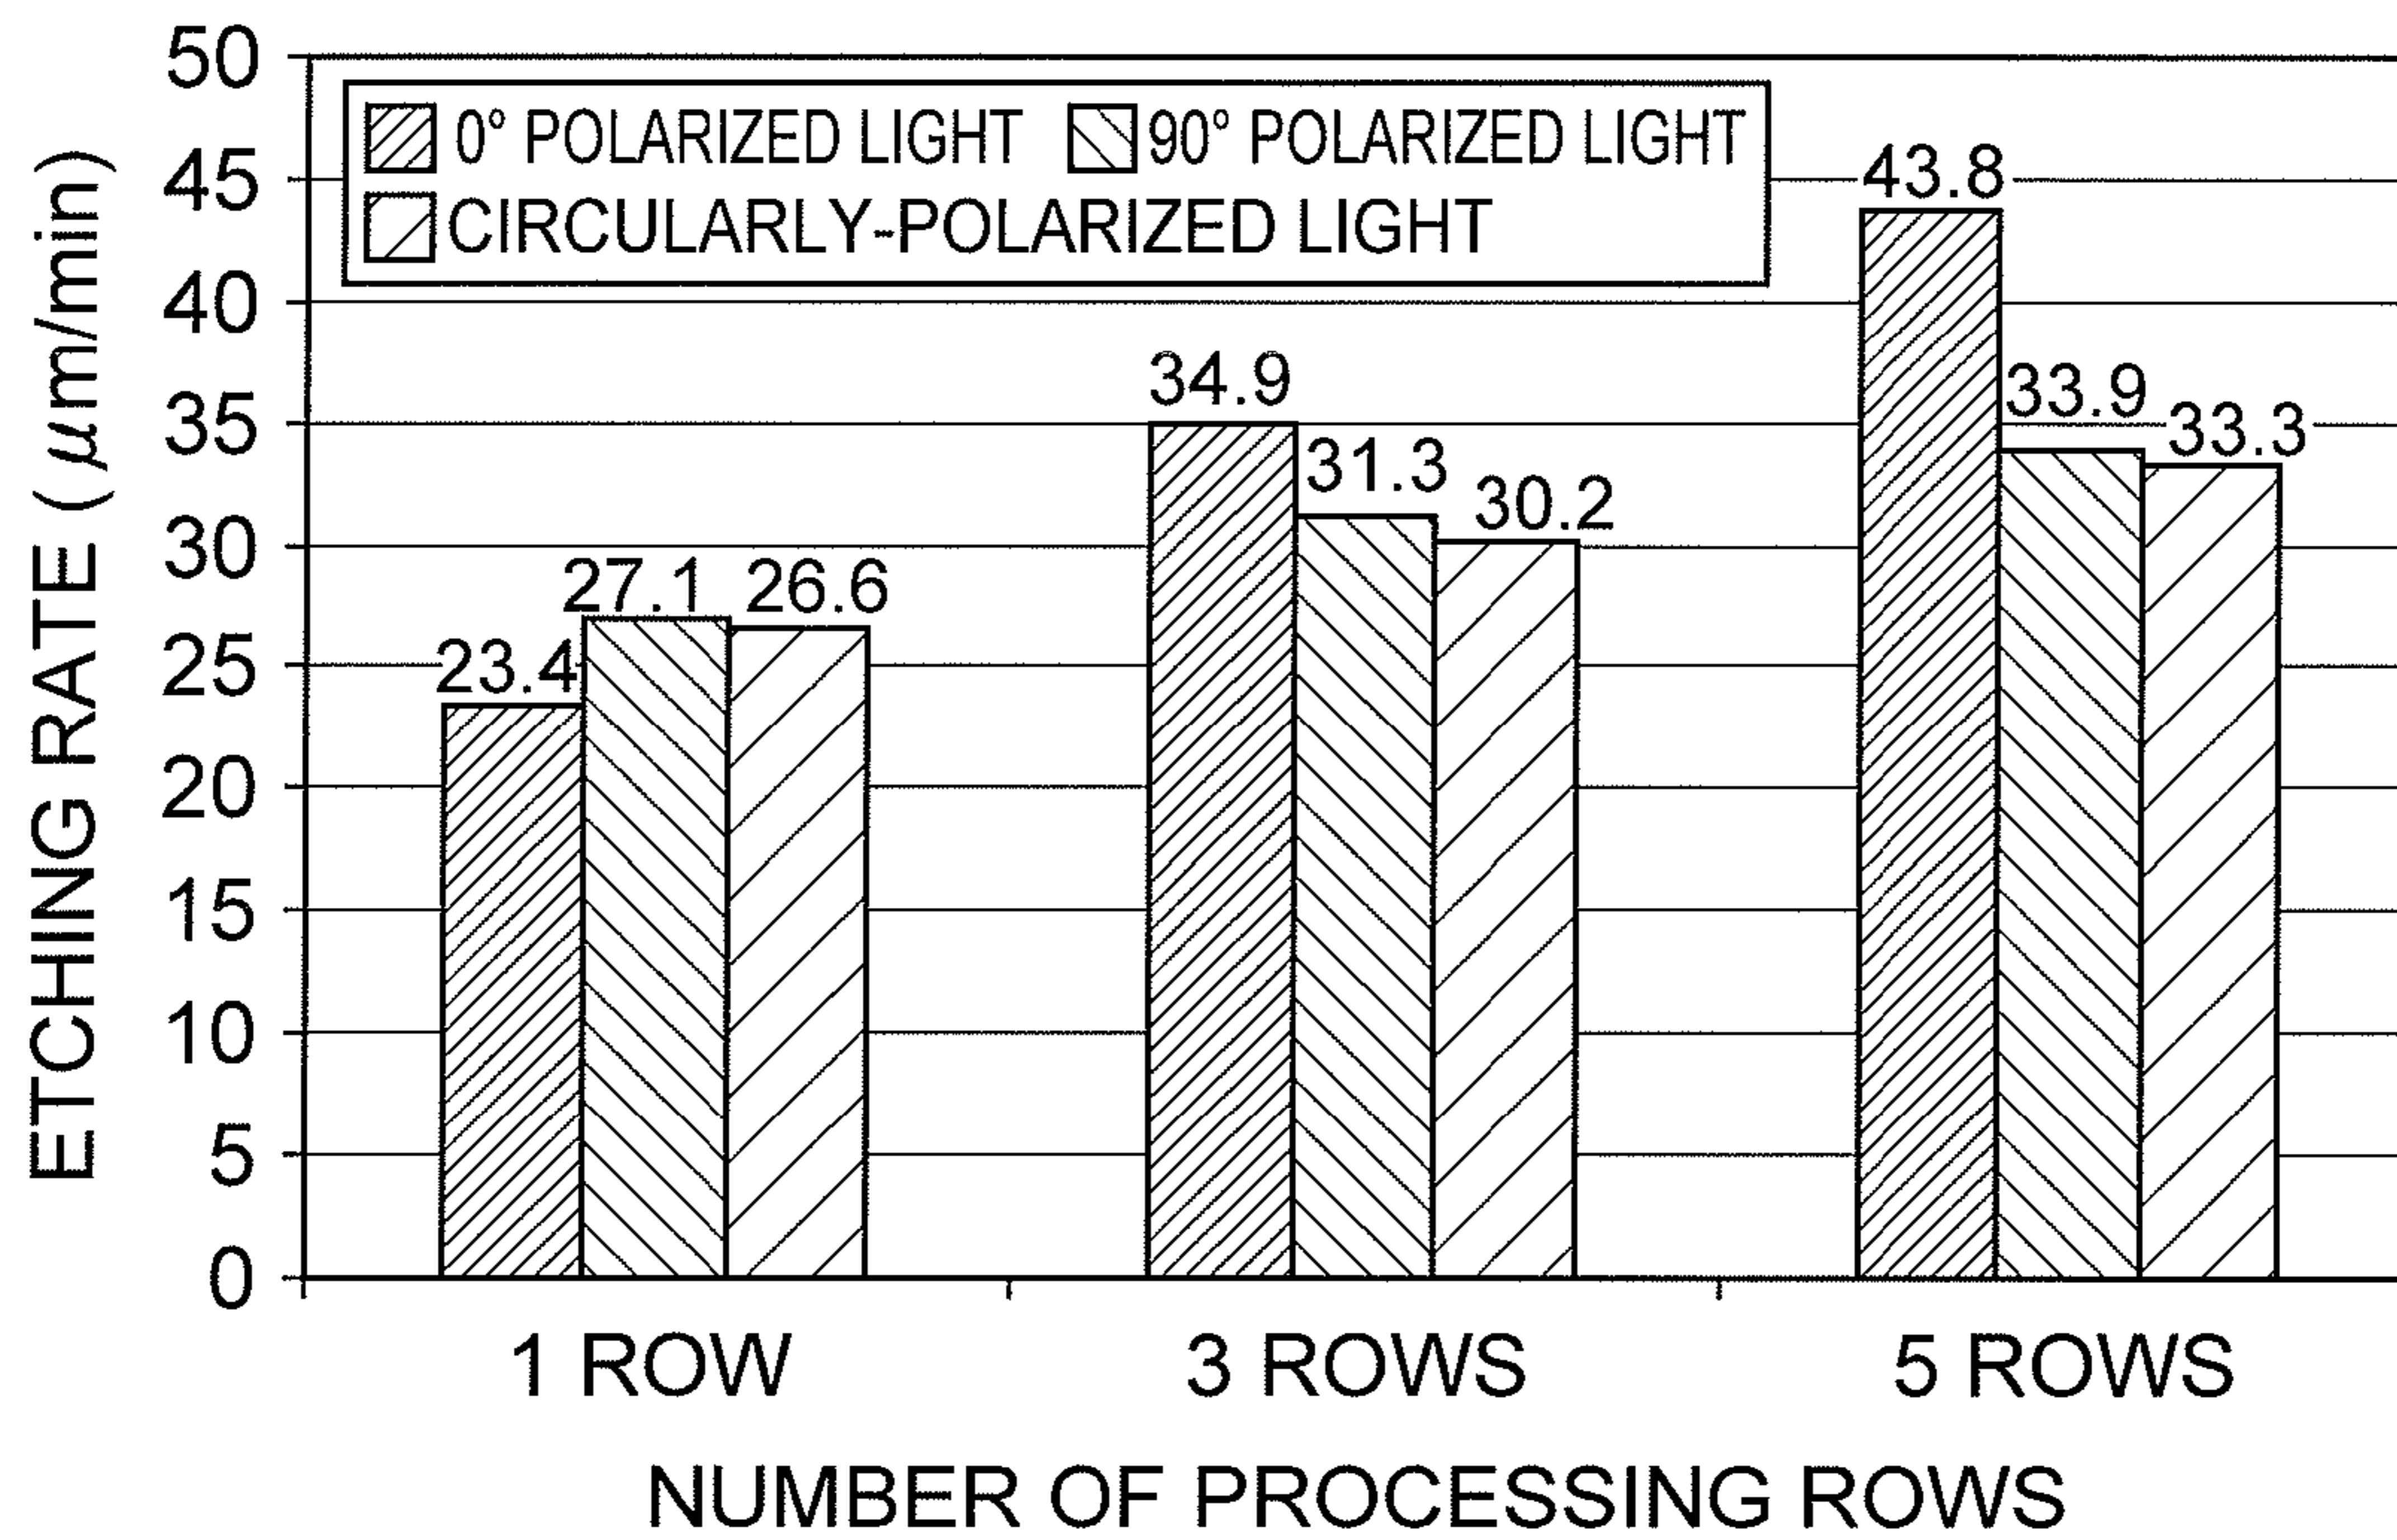 ETCHING RATE (μm/min)
50
45
40
35
30
25
20
15
10
5
0
0° POLARIZED LIGHT 90° POLARIZED LIGHT
CIRCULARLY-POLARIZED LIGHT
23.4
27.1
26.6
34.9
31.3
30.2
43.8
33.9
33.3
1 ROW
3 ROWS
5 ROWS
NUMBER OF PROCESSING ROWS